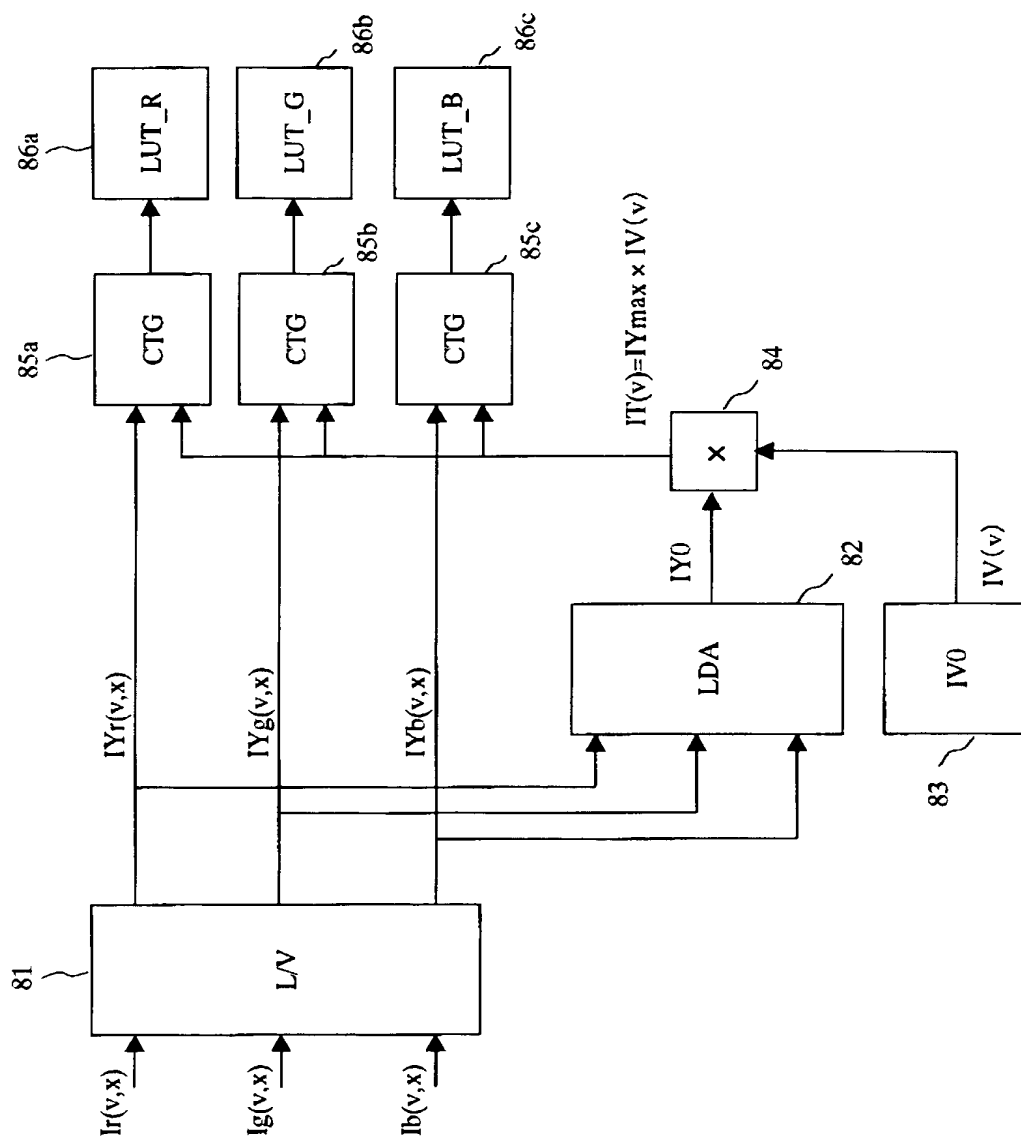 Ir(v,x)
Ig(v,x)
Ib(v,x)
81
L/V
IYr(v,x)
IYg(v,x)
IYb(v,x)
LDA
82
IV0
83
IY0
IV(v)
×
84
IT(v)=IYmax × IV(v)
85a
CTG
85b
CTG
85c
CTG
86a
LUT_R
86b
LUT_G
86c
LUT_B